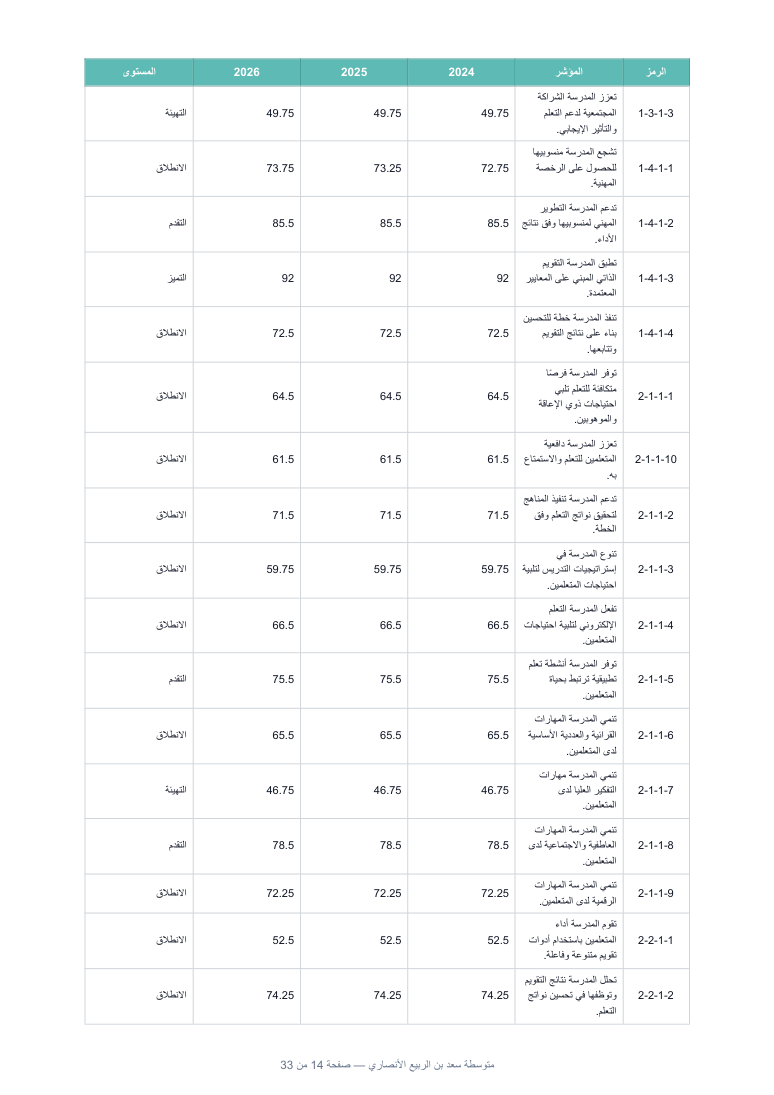 الرمز المؤشر 2024 2025 2026 المستوى
تعزز المدرسة الشراكة
1-3-1-3 المجتمعية لدعم التعلم 49.75 49.75 49.75 التهيئة
والتأثير الإيجابي.
تشجع المدرسة منسوبيها
1-4-1-1 للحصول على الرخصة 72.75 73.25 73.75 الانطلاق
المهنية.
تدعم المدرسة التطوير
1-4-1-2 المهني لمنسوبيها وفق نتائج 85.5 85.5 85.5 التقدم
الأداء.
تطبق المدرسة التقويم
1-4-1-3 الذاتي المبني على المعايير 92 92 92 التميز
المعتمدة.
تنفذ المدرسة خطة للتحسين
1-4-1-4 بناء على نتائج التقويم 72.5 72.5 72.5 الانطلاق
وتتابعها.
توفر المدرسة فرصًا
متكافئة للتعلم تلبي
2-1-1-1 64.5 64.5 64.5 الانطلاق
احتياجات ذوي الإعاقة
والموهوبين.
تعزز المدرسة دافعية
2-1-1-10 المتعلمين للتعلم والاستمتاع 61.5 61.5 61.5 الانطلاق
به.
تدعم المدرسة تنفيذ المناهج
2-1-1-2 لتحقيق نواتج التعلم وفق 71.5 71.5 71.5 الانطلاق
الخطة.
تنوع المدرسة في
2-1-1-3 إستراتيجيات التدريس لتلبية 59.75 59.75 59.75 الانطلاق
احتياجات المتعلمين.
تفعل المدرسة التعلم
2-1-1-4 الإلكتروني لتلبية احتياجات 66.5 66.5 66.5 الانطلاق
المتعلمين.
توفر المدرسة أنشطة تعلم
2-1-1-5 تطبيقية ترتبط بحياة 75.5 75.5 75.5 التقدم
المتعلمين.
تنمي المدرسة المهارات
2-1-1-6 القرائية والعددية الأساسية 65.5 65.5 65.5 الانطلاق
لدى المتعلمين.
تنمي المدرسة مهارات
2-1-1-7 التفكير العليا لدى 46.75 46.75 46.75 التهيئة
المتعلمين.
تنمي المدرسة المهارات
2-1-1-8 العاطفية والاجتماعية لدى 78.5 78.5 78.5 التقدم
المتعلمين.
تنمي المدرسة المهارات
2-1-1-9 72.25 72.25 72.25 الانطلاق
الرقمية لدى المتعلمين.
تقوم المدرسة أداء
2-2-1-1 المتعلمين باستخدام أدوات 52.5 52.5 52.5 الانطلاق
تقويم متنوعة وفاعلة.
تحلل المدرسة نتائج التقويم
2-2-1-2 وتوظفها في تحسين نواتج 74.25 74.25 74.25 الانطلاق
التعلم.
متوسطة سعد بن الربيع الأنصاري — صفحة 14 من 33